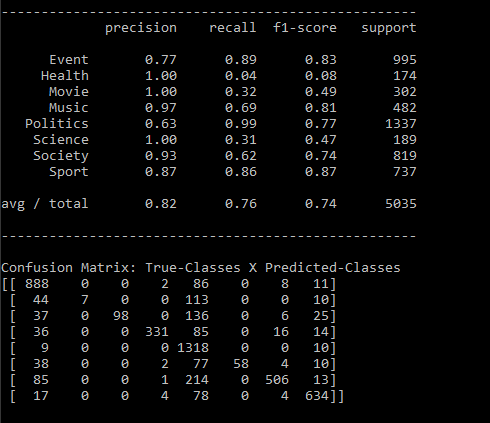 ----------------------------------------------------
             precision    recall  f1-score   support

      Event       0.77      0.89      0.83       995
     Health       1.00      0.04      0.08       174
      Movie       1.00      0.32      0.49       302
      Music       0.97      0.69      0.81       482
   Politics       0.63      0.99      0.77      1337
    Science       1.00      0.31      0.47       189
    Society       0.93      0.62      0.74       819
      Sport       0.87      0.86      0.87       737

avg / total       0.82      0.76      0.74      5035

----------------------------------------------------

Confusion Matrix: True-Classes X Predicted-Classes
[[ 888    0    0    2   86    0    8   11]
 [  44    7    0    0  113    0    0   10]
 [  37    0   98    0  136    0    6   25]
 [  36    0    0  331   85    0   16   14]
 [   9    0    0    0 1318    0    0   10]
 [  38    0    0    2   77   58    4   10]
 [  85    0    0    1  214    0  506   13]
 [  17    0    0    4   78    0    4  634]]